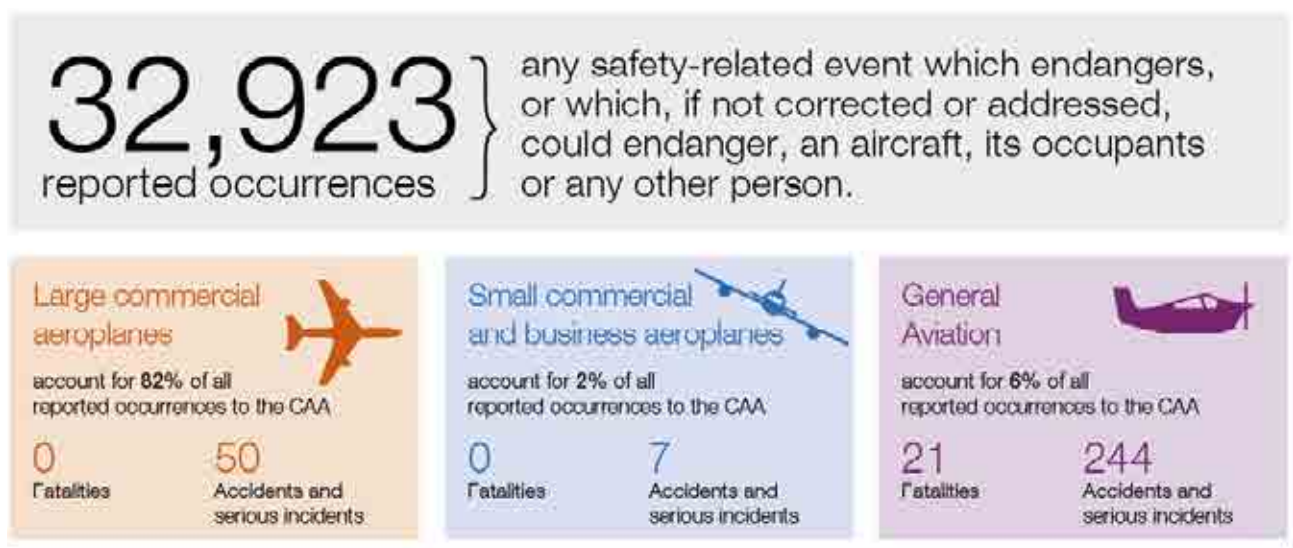 32,923
reported occurrences
any safety-related event which endangers,
or which, if not corrected or addressed,
could endanger, an aircraft, its occupants
or any other person.
Large commercial
aeroplanes
account for 82% of all
reported occurrences to the CAA
0
Fatalities
50
Accidents and
serious incidents
Small commercial
and business aeroplanes
account for 2% of all
reported occurrences to the CAA
0
Fatalities
7
Accidents and
serious incidents
General
Aviation
account for 6% of all
reported occurrences to the CAA
21
Fatalities
244
Accidents and
serious incidents